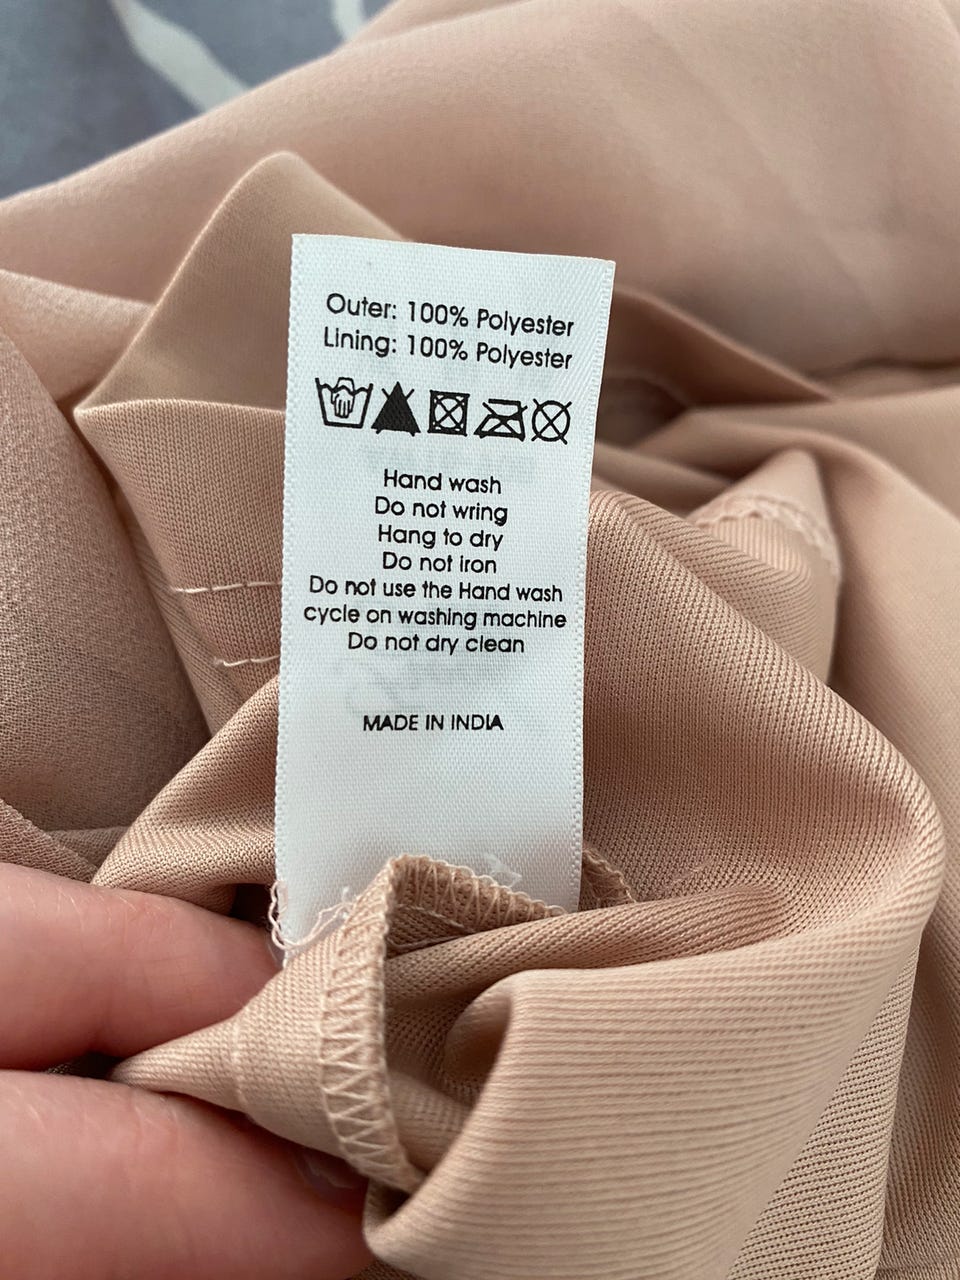 Outer: 100% Polyester
Lining: 100% Polyester
Hand wash
Do not wring
Hang to dry
Do not iron
Do not use the Hand wash
cycle on washing machine
Do not dry clean
MADE IN INDIA